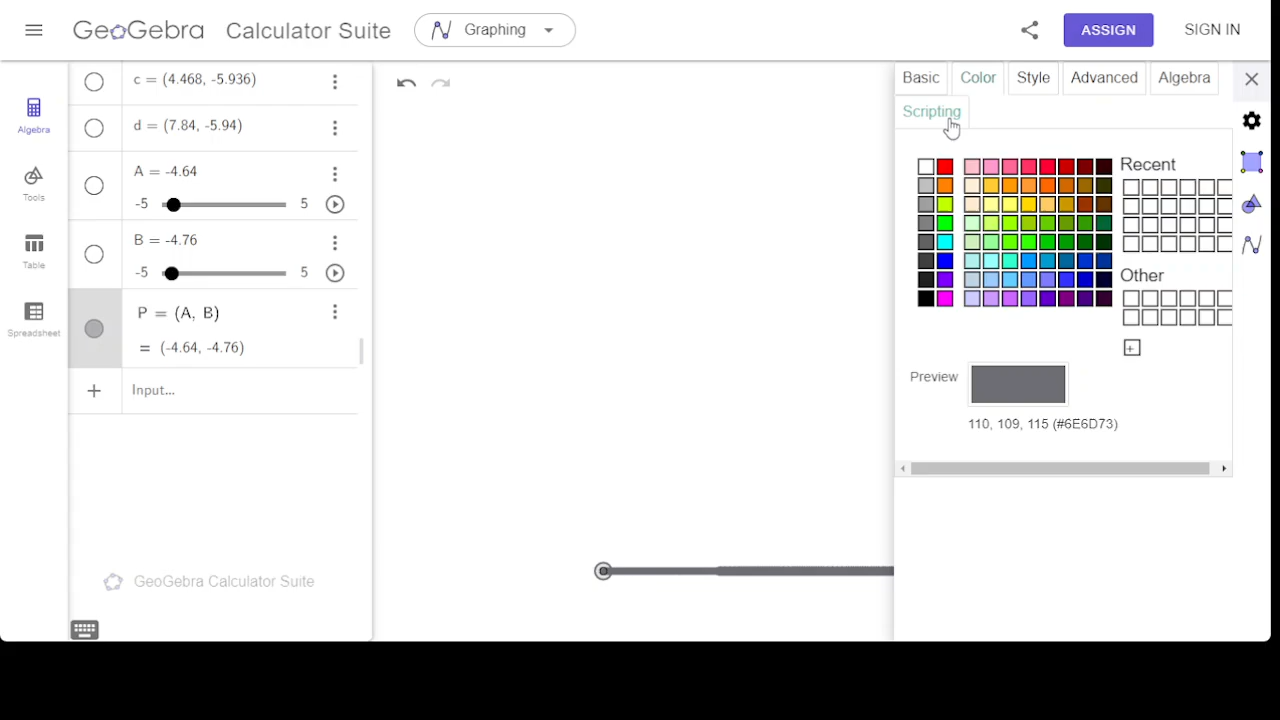 GeoGebra Calculator Suite Graphing ASSIGN SIGN IN
Algebra
Tools
Table
Spreadsheet
c = (4.468, -5.936)
d = (7.84, -5.94)
A = -4.64
-5 5
B = -4.76
-5 5
P = (A, B)
= (-4.64, -4.76)
+ Input...
GeoGebra Calculator Suite
Basic Color Style Advanced Algebra
Scripting
Recent
Other
+
Preview
110, 109, 115 (#6E6D73)